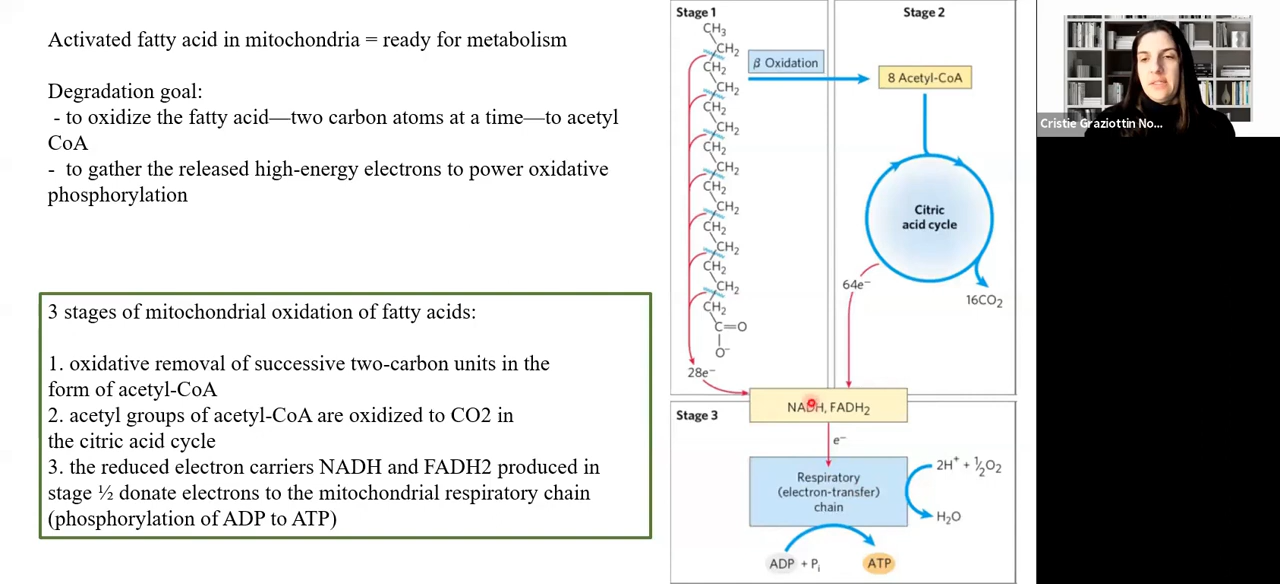 Activated fatty acid in mitochondria = ready for metabolism
Degradation goal:
- to oxidize the fatty acid—two carbon atoms at a time—to acetyl
CoA
- to gather the released high-energy electrons to power oxidative
phosphorylation
3 stages of mitochondrial oxidation of fatty acids:
1. oxidative removal of successive two-carbon units in the
form of acetyl-CoA
2. acetyl groups of acetyl-CoA are oxidized to CO2 in
the citric acid cycle
3. the reduced electron carriers NADH and FADH2 produced in
stage ½ donate electrons to the mitochondrial respiratory chain
(phosphorylation of ADP to ATP)
Stage 1
CH₃
CH₂
CH₂
CH₂
CH₂
CH₂
CH₂
CH₂
CH₂
CH₂
CH₂
CH₂
CH₂
CH₂
CH₂
C=O
O⁻
28e⁻
β Oxidation
Stage 2
8 Acetyl-CoA
Citric
acid cycle
64e⁻
16CO₂
Stage 3
NADH, FADH₂
e⁻
Respiratory
(electron-transfer)
chain
2H⁺ + ½O₂
H₂O
ADP + Pᵢ
ATP
Cristie Graziottin No...